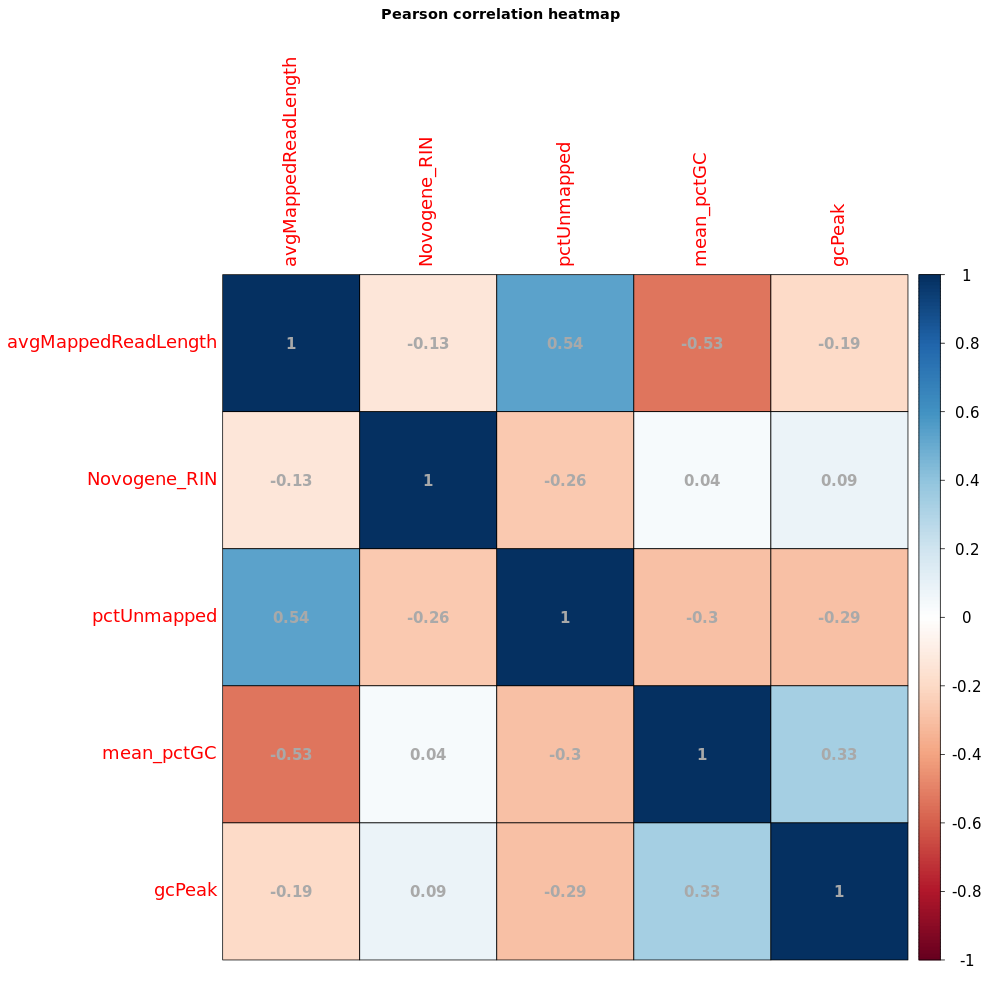 Pearson correlation heatmap
avgMappedReadLength
Novogene_RIN
pctUnmapped
mean_pctGC
gcPeak
avgMappedReadLength 1 -0.13 0.54 -0.53 -0.19
Novogene_RIN -0.13 1 -0.26 0.04 0.09
pctUnmapped 0.54 -0.26 1 -0.3 -0.29
mean_pctGC -0.53 0.04 -0.3 1 0.33
gcPeak -0.19 0.09 -0.29 0.33 1
1
0.8
0.6
0.4
0.2
0
-0.2
-0.4
-0.6
-0.8
-1